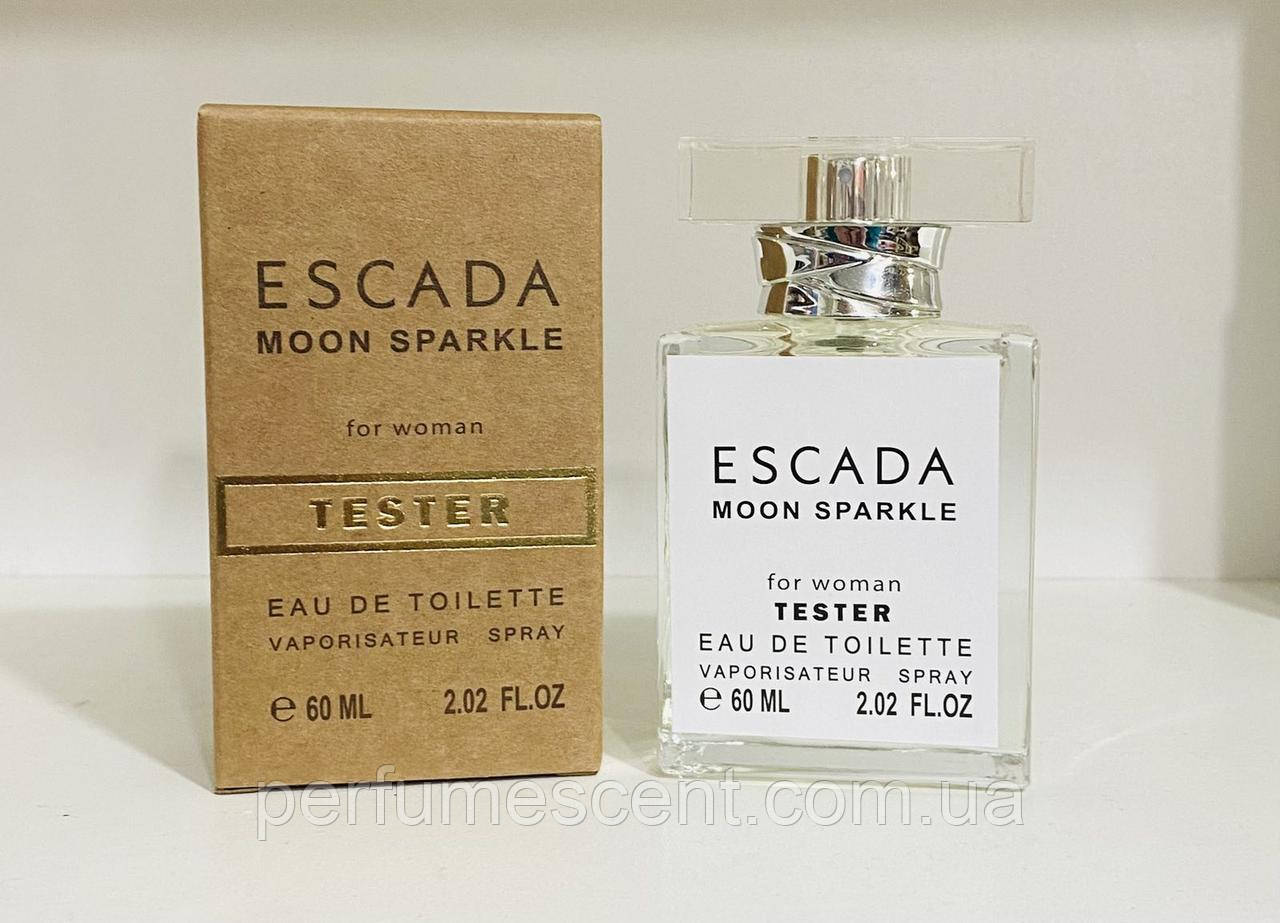 ESCADA
MOON SPARKLE
for woman
TESTER
EAU DE TOILETTE
VAPORISATEUR SPRAY
℮ 60 ML 2.02 FL.OZ
ESCADA
MOON SPARKLE
for woman
TESTER
EAU DE TOILETTE
VAPORISATEUR SPRAY
℮ 60 ML 2.02 FL.OZ
perfumescent.com.ua